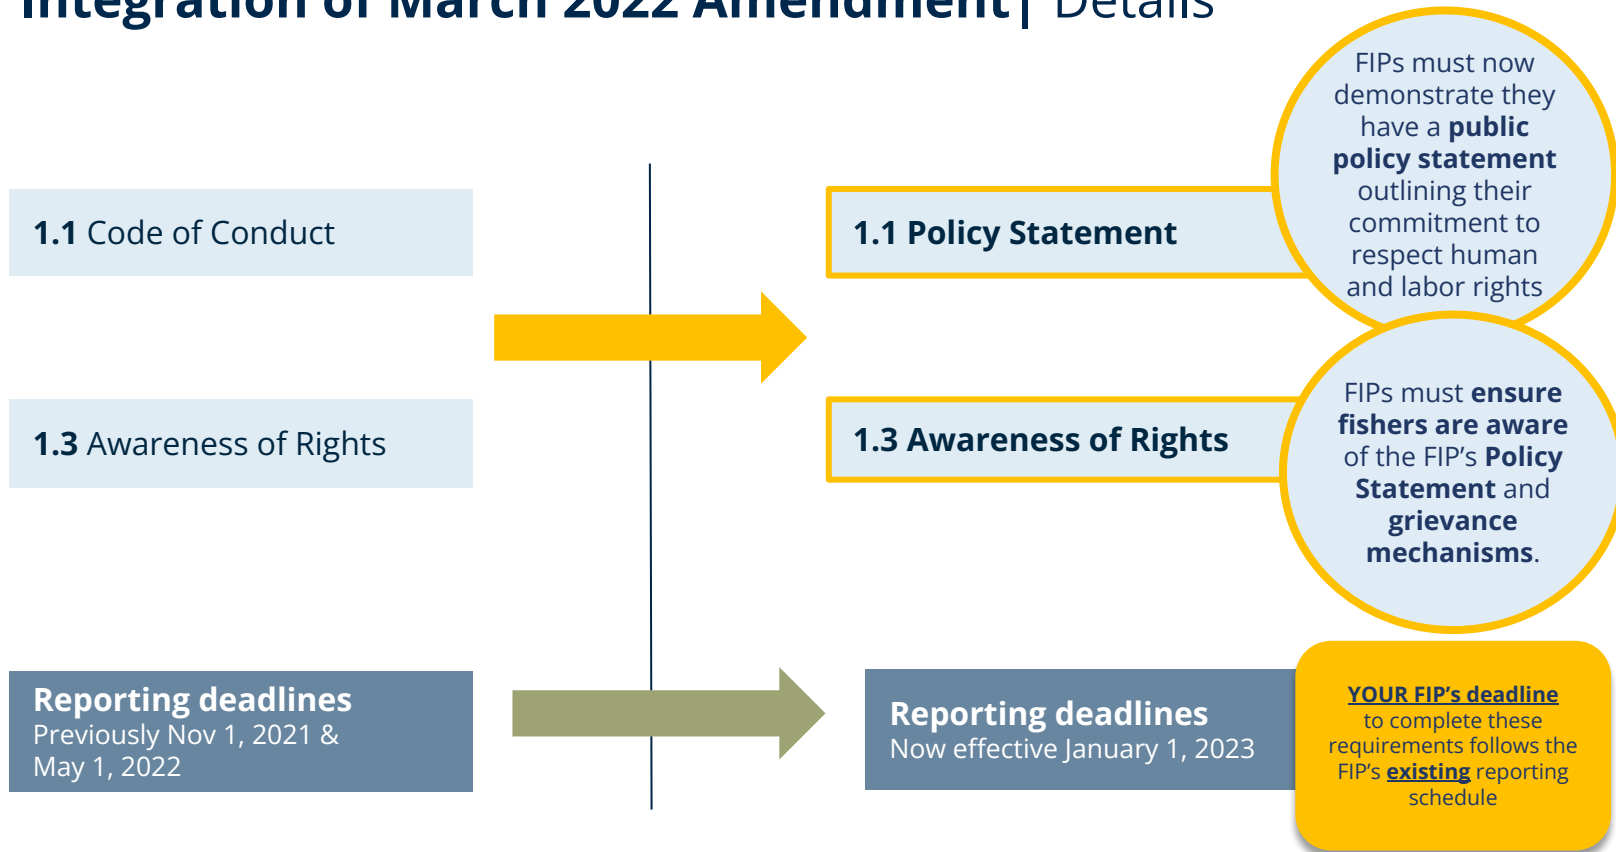 Integration of March 2022 Amendment| Details
1.1 Code of Conduct
1.3 Awareness of Rights
Reporting deadlines
Previously Nov 1, 2021 &
May 1, 2022
1.1 Policy Statement
FIPs must now
demonstrate they
have a public
policy statement
outlining their
commitment to
respect human
and labor rights
1.3 Awareness of Rights
FIPs must ensure
fishers are aware
of the FIP’s Policy
Statement and
grievance
mechanisms.
Reporting deadlines
Now effective January 1, 2023
YOUR FIP’s deadline
to complete these
requirements follows the
FIP’s existing reporting
schedule